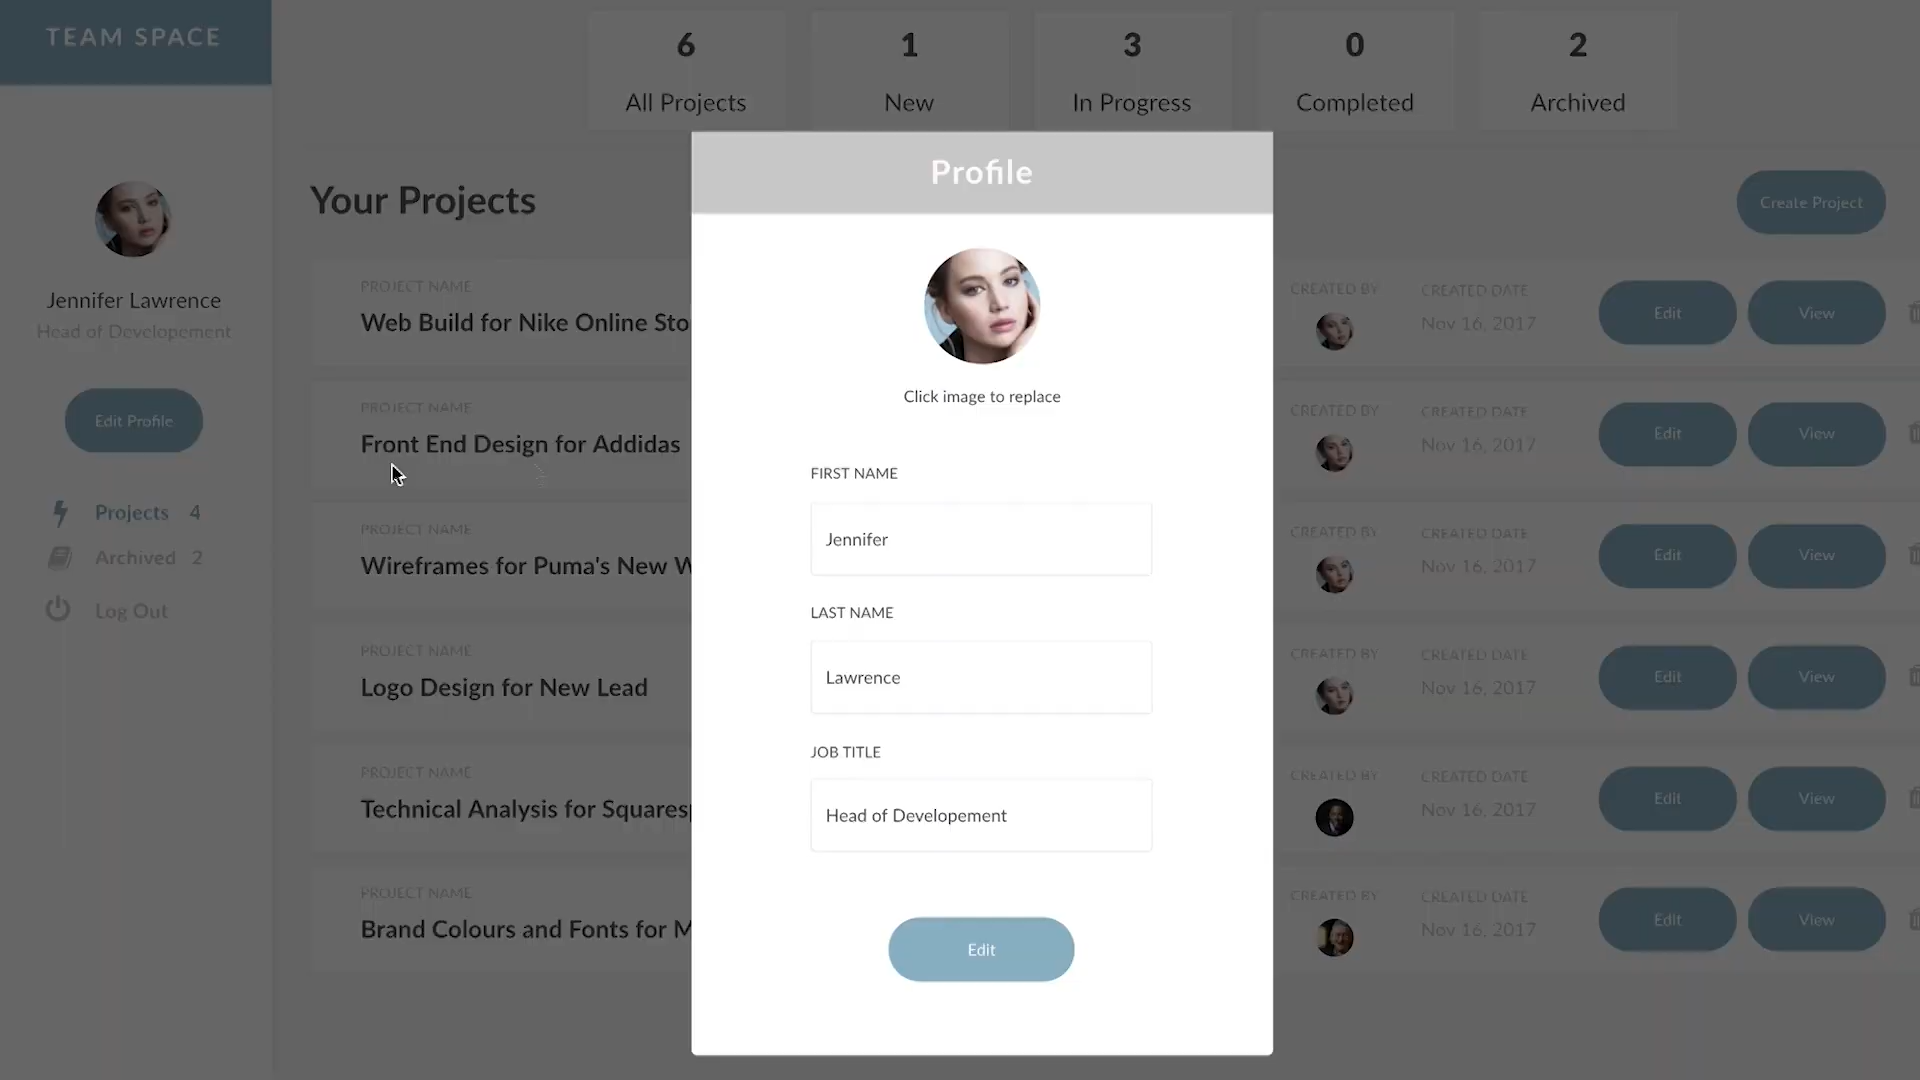 TEAM SPACE
6
All Projects
1
New
3
In Progress
0
Completed
2
Archived
Jennifer Lawrence
Head of Developement
Edit Profile
Projects 4
Archived 2
Log Out
Your Projects
Create Project
PROJECT NAME
Web Build for Nike Online Sto
CREATED BY
CREATED DATE
Nov 16, 2017
Edit
View
PROJECT NAME
Front End Design for Addidas
CREATED BY
CREATED DATE
Nov 16, 2017
Edit
View
PROJECT NAME
Wireframes for Puma's New W
CREATED BY
CREATED DATE
Nov 16, 2017
Edit
View
PROJECT NAME
Logo Design for New Lead
CREATED BY
CREATED DATE
Nov 16, 2017
Edit
View
PROJECT NAME
Technical Analysis for Squaresp
CREATED BY
CREATED DATE
Nov 16, 2017
Edit
View
PROJECT NAME
Brand Colours and Fonts for M
CREATED BY
CREATED DATE
Nov 16, 2017
Edit
View
Profile
Click image to replace
FIRST NAME
Jennifer
LAST NAME
Lawrence
JOB TITLE
Head of Developement
Edit